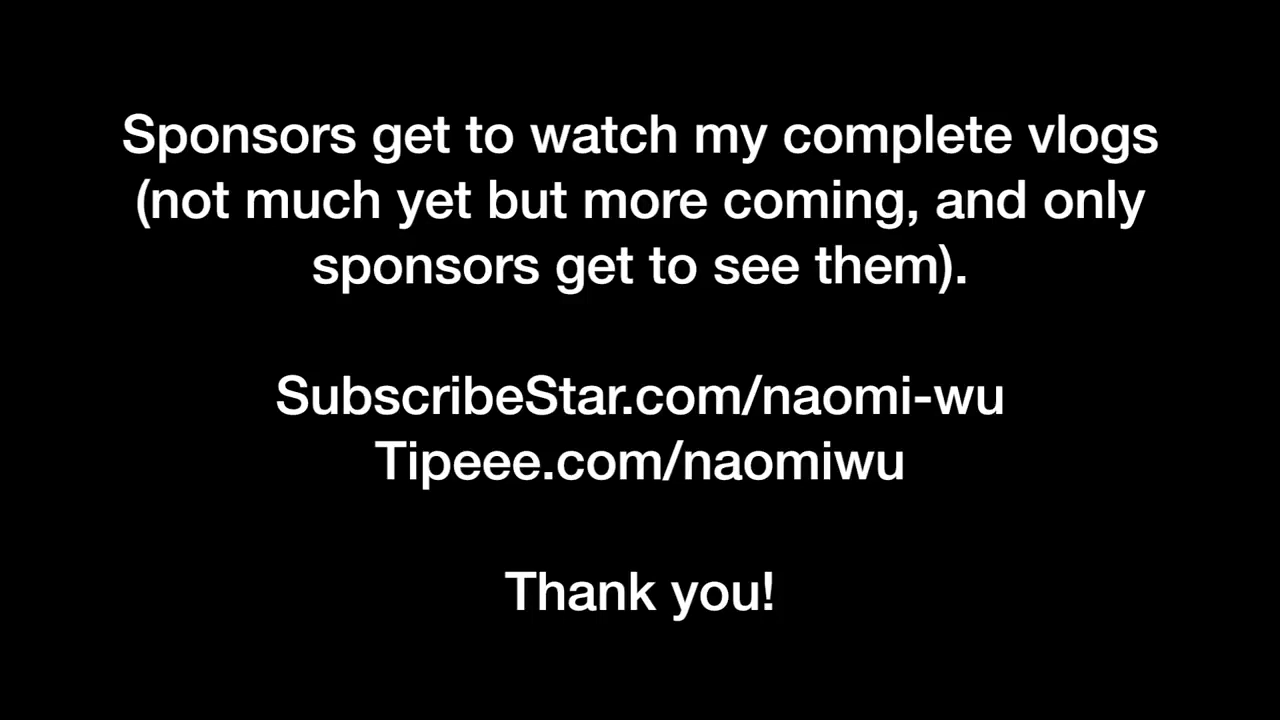 Sponsors get to watch my complete vlogs
(not much yet but more coming, and only
sponsors get to see them).
SubscribeStar.com/naomi-wu
Tipeee.com/naomiwu
Thank you!